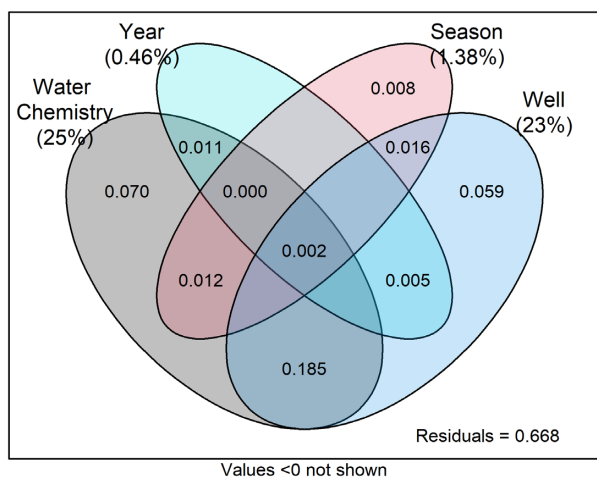 Year
(0.46%)
Season
(1.38%)
Water
Chemistry
(25%)
Well
(23%)
0.008
0.011
0.016
0.070
0.000
0.059
0.002
0.012
0.005
0.185
Residuals = 0.668
Values <0 not shown